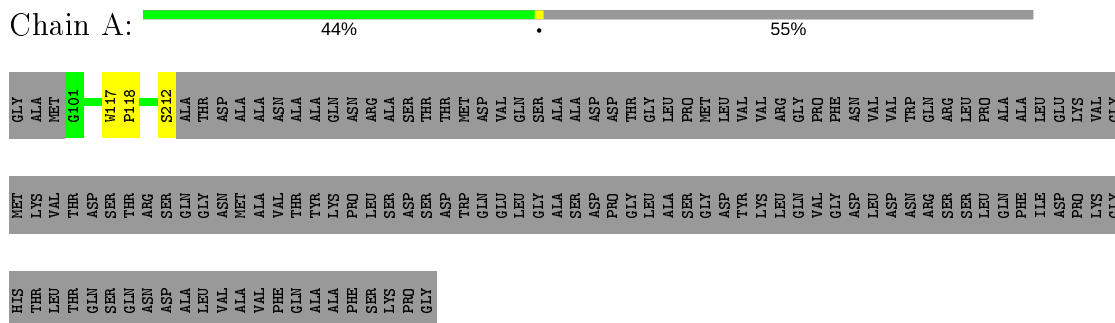 Chain A:
44% • 55%
GLY ALA MET G101 W117 P118 S212 ALA THR ASP ALA ALA ASN ALA ALA GLN ASN ARG ALA SER THR THR MET ASP VAL GLN SER ALA ALA ASP ASP THR GLY LEU PRO MET LEU VAL VAL ARG GLY PRO PHE ASN VAL VAL TRP GLN ARG LEU PRO ALA ALA LEU GLU LYS VAL GLY
MET LYS VAL THR ASP SER THR ARG SER GLN GLY ASN MET ALA VAL THR TYR LYS PRO LEU SER ASP SER ASP TRP GLN GLU LEU GLY ALA SER ASP PRO GLY LEU ALA SER GLY ASP TYR LYS LEU GLN VAL GLY ASP LEU ASP ASN ARG SER SER LEU GLN PHE ILE ASP PRO LYS GLY
HIS THR LEU THR GLN SER GLN ASN ASP ALA LEU VAL ALA VAL PHE GLN ALA ALA PHE SER LYS PRO GLY